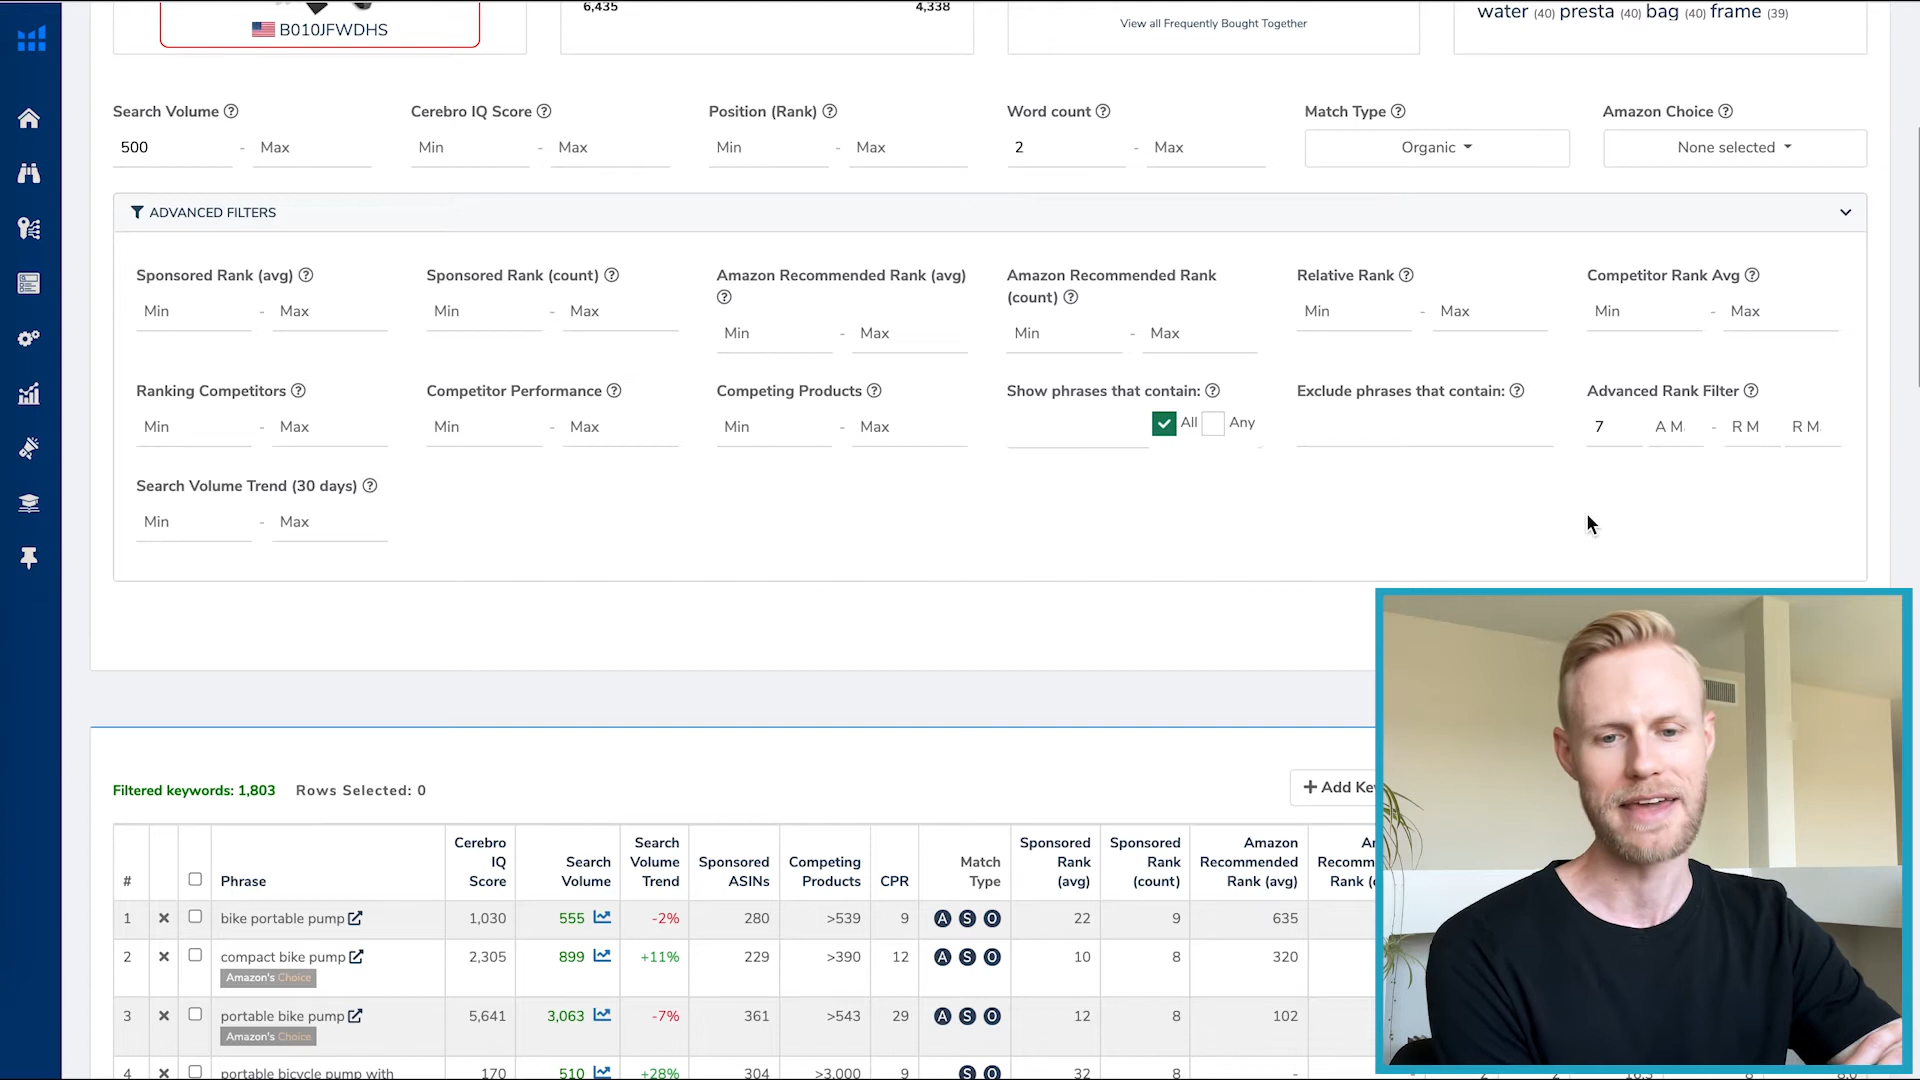 B010JFWDHS
6,435 4,338
View all Frequently Bought Together
water (40) presta (40) bag (40) frame (39)
Search Volume ? Cerebro IQ Score ? Position (Rank) ? Word count ? Match Type ? Amazon Choice ?
500 - Max Min - Max Min - Max 2 - Max Organic None selected
ADVANCED FILTERS
Sponsored Rank (avg) ? Sponsored Rank (count) ? Amazon Recommended Rank (avg) ? Amazon Recommended Rank (count) ? Relative Rank ? Competitor Rank Avg ?
Min - Max Min - Max Min - Max Min - Max Min - Max Min - Max
Ranking Competitors ? Competitor Performance ? Competing Products ? Show phrases that contain: ? Exclude phrases that contain: ? Advanced Rank Filter ?
Min - Max Min - Max Min - Max All Any 7 A M - R M R M
Search Volume Trend (30 days) ?
Min - Max
Filtered keywords: 1,803 Rows Selected: 0 + Add
# Phrase Cerebro IQ Score Search Volume Search Volume Trend Sponsored ASINs Competing Products CPR Match Type Sponsored Rank (avg) Sponsored Rank (count) Amazon Recommended Rank (avg)
1 bike portable pump 1,030 555 -2% 280 >539 9 A S O 22 9 635
2 compact bike pump 2,305 899 +11% 229 >390 12 A S O 10 8 320
Amazon's Choice
3 portable bike pump 5,641 3,063 -7% 361 >543 29 A S O 12 8 102
Amazon's Choice
4 portable bicycle pump with 170 510 +28% 304 >3,000 9 S O 32 8 -